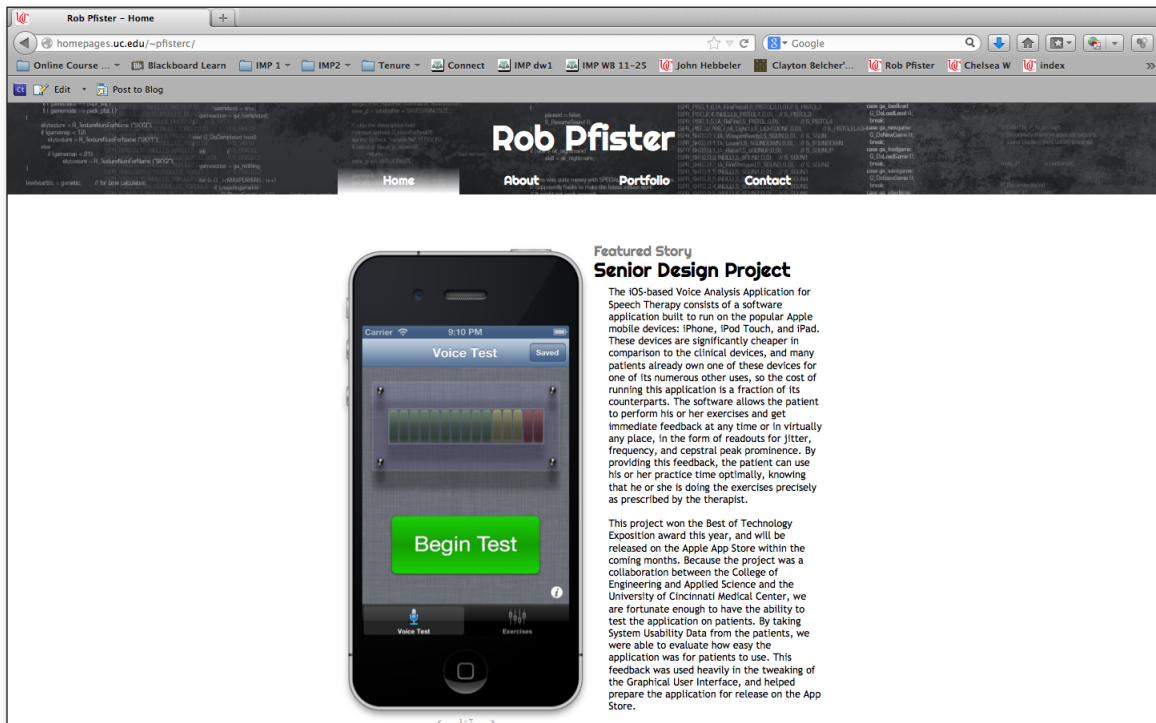 Rob Pfister – Home
homepages.uc.edu/~pfisterc/
Google
Online Course ...
Blackboard Learn
IMP 1
IMP2
Tenure
Connect
IMP dw1
IMP WB 11-25
John Hebbeler
Clayton Belcher'...
Rob Pfister
Chelsea W
index
Edit
Post to Blog
Rob Pfister
Home
About
Portfolio
Contact
Featured Story
Senior Design Project
The iOS-based Voice Analysis Application for
Speech Therapy consists of a software
application built to run on the popular Apple
mobile devices: iPhone, iPod Touch, and iPad.
These devices are significantly cheaper in
comparison to the clinical devices, and many
patients already own one of these devices for
one of its numerous other uses, so the cost of
running this application is a fraction of its
counterparts. The software allows the patient
to perform his or her exercises and get
immediate feedback at any time or in virtually
any place, in the form of readouts for jitter,
frequency, and cepstral peak prominence. By
providing this feedback, the patient can use
his or her practice time optimally, knowing
that he or she is doing the exercises precisely
as prescribed by the therapist.
This project won the Best of Technology
Exposition award this year, and will be
released on the Apple App Store within the
coming months. Because the project was a
collaboration between the College of
Engineering and Applied Science and the
University of Cincinnati Medical Center, we
are fortunate enough to have the ability to
test the application on patients. By taking
System Usability Data from the patients, we
were able to evaluate how easy the
application was for patients to use. This
feedback was used heavily in the tweaking of
the Graphical User Interface, and helped
prepare the application for release on the App
Store.
Carrier
9:10 PM
Voice Test
Saved
Begin Test
Voice Test
Exercises
< 1-7 >